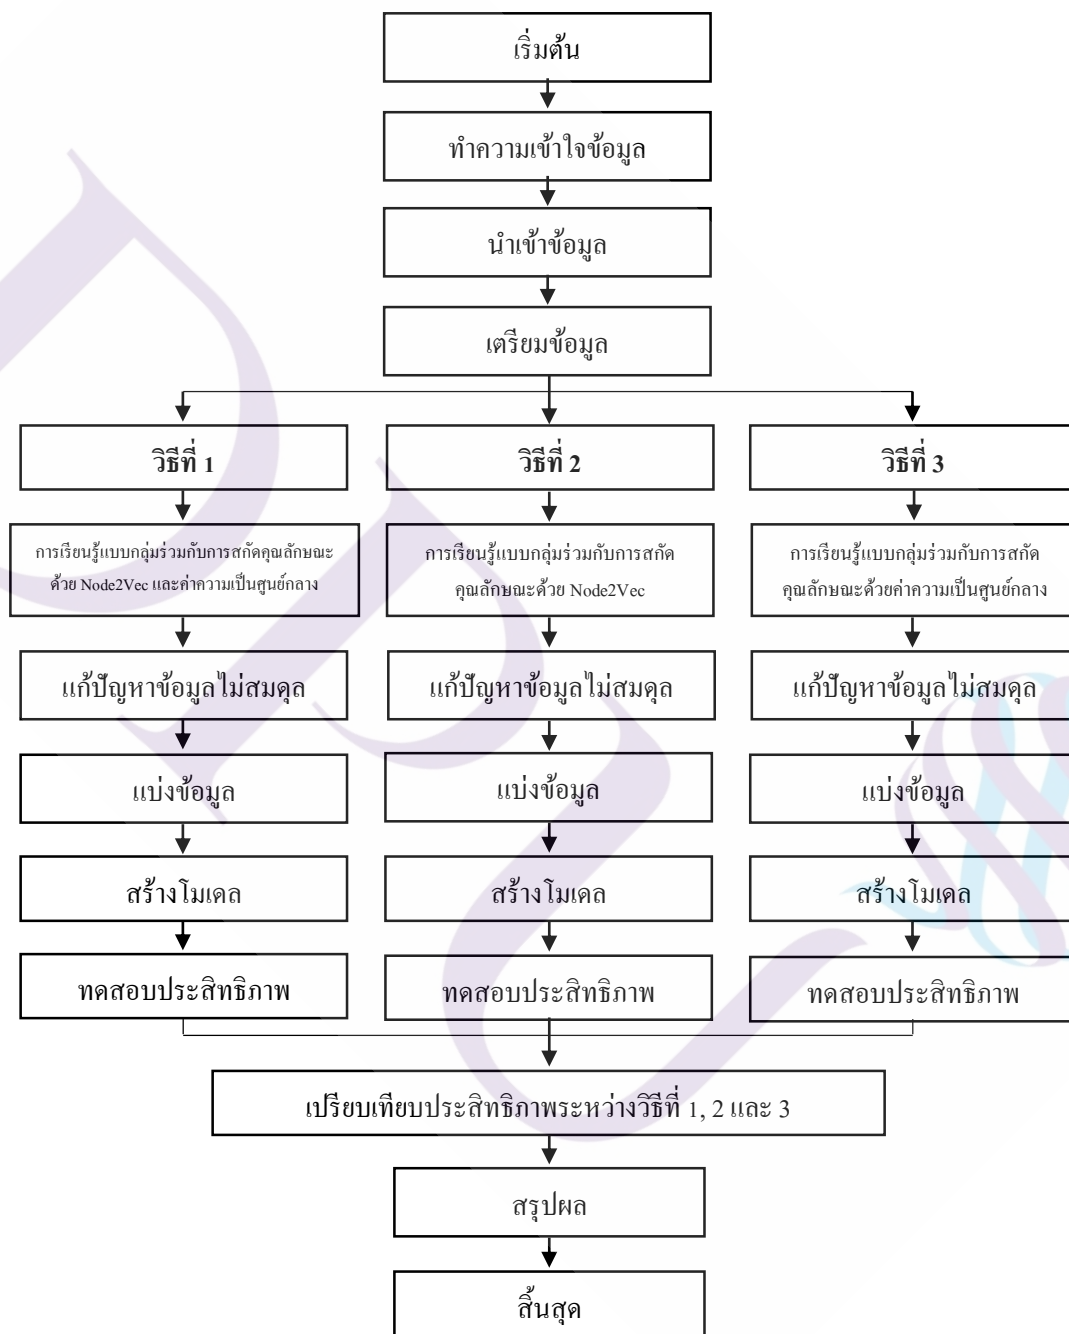 เริ่มต้น
ทำความเข้าใจข้อมูล
นำเข้าข้อมูล
เตรียมข้อมูล
วิธีที่ 1
วิธีที่ 2
วิธีที่ 3
การเรียนรู้แบบกลุ่มร่วมกับการสกัดคุณลักษณะ
ด้วย Node2Vec และค่าความเป็นศูนย์กลาง
การเรียนรู้แบบกลุ่มร่วมกับการสกัด
คุณลักษณะด้วย Node2Vec
การเรียนรู้แบบกลุ่มร่วมกับการสกัด
คุณลักษณะด้วยค่าความเป็นศูนย์กลาง
แก้ปัญหาข้อมูลไม่สมดุล
แก้ปัญหาข้อมูลไม่สมดุล
แก้ปัญหาข้อมูลไม่สมดุล
แบ่งข้อมูล
แบ่งข้อมูล
แบ่งข้อมูล
สร้างโมเดล
สร้างโมเดล
สร้างโมเดล
ทดสอบประสิทธิภาพ
ทดสอบประสิทธิภาพ
ทดสอบประสิทธิภาพ
เปรียบเทียบประสิทธิภาพระหว่างวิธีที่ 1, 2 และ 3
สรุปผล
สิ้นสุด
DPU